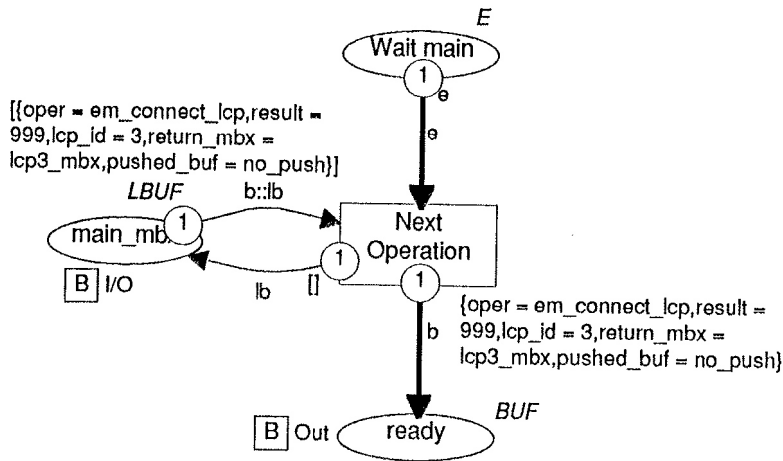 E
Wait main
1
e
e
[{oper = em_connect_lcp,result =
999,lcp_id = 3,return_mbx =
lcp3_mbx,pushed_buf = no_push}]
LBUF
b::lb
1
main_mbx
Next
Operation
1
[]
lb
B I/O
1
{oper = em_connect_lcp,result =
999,lcp_id = 3,return_mbx =
lcp3_mbx,pushed_buf = no_push}
b
BUF
B Out
ready